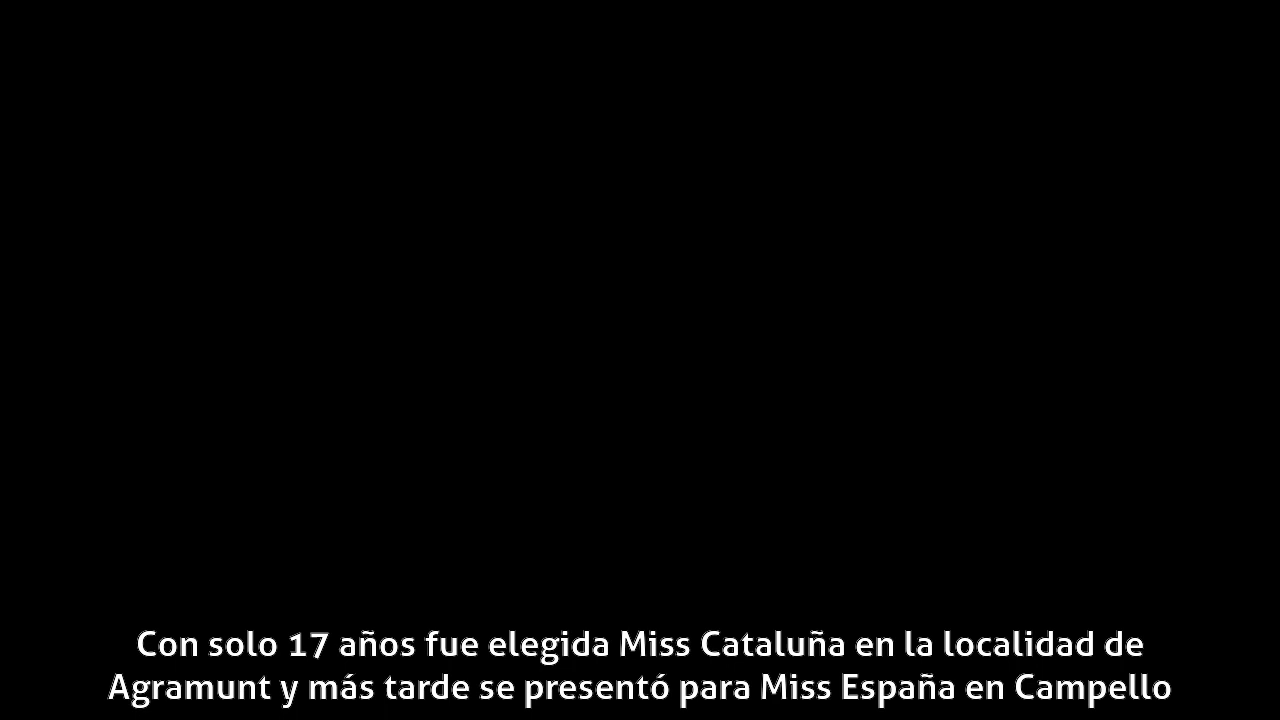 Con solo 17 años fue elegida Miss Cataluña en la localidad de
Agramunt y más tarde se presentó para Miss España en Campello